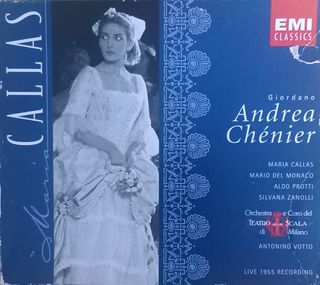 Maria CALLAS
EMI
CLASSICS
Giordano
Andrea
Chénier
MARIA CALLAS
MARIO DEL MONACO
ALDO PROTTI
SILVANA ZANOLLI
Orchestra e Coro del
TEATRO ALLA SCALA
di Milano
ANTONINO VOTTO
LIVE 1955 RECORDING